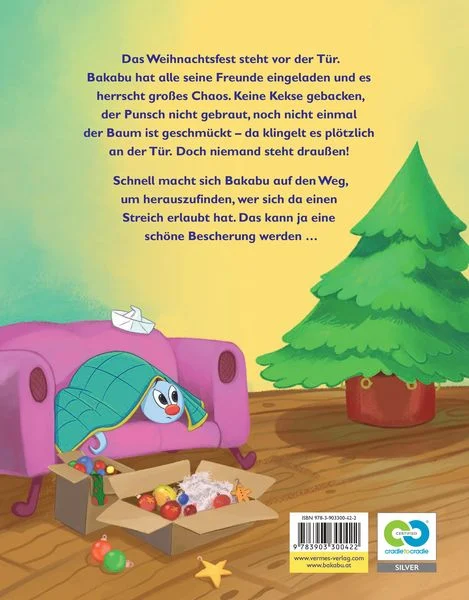 Das Weihnachtsfest steht vor der Tür.
Bakabu hat alle seine Freunde eingeladen und es
herrscht großes Chaos. Keine Kekse gebacken,
der Punsch nicht gebraut, noch nicht einmal
der Baum ist geschmückt – da klingelt es plötzlich
an der Tür. Doch niemand steht draußen!
Schnell macht sich Bakabu auf den Weg,
um herauszufinden, wer sich da einen
Streich erlaubt hat. Das kann ja eine
schöne Bescherung werden …
ISBN 978-3-903300-42-2
9 783903 300422
www.vermes-verlag.com
www.bakabu.at
CERTIFIED
cradletocradle
SILVER